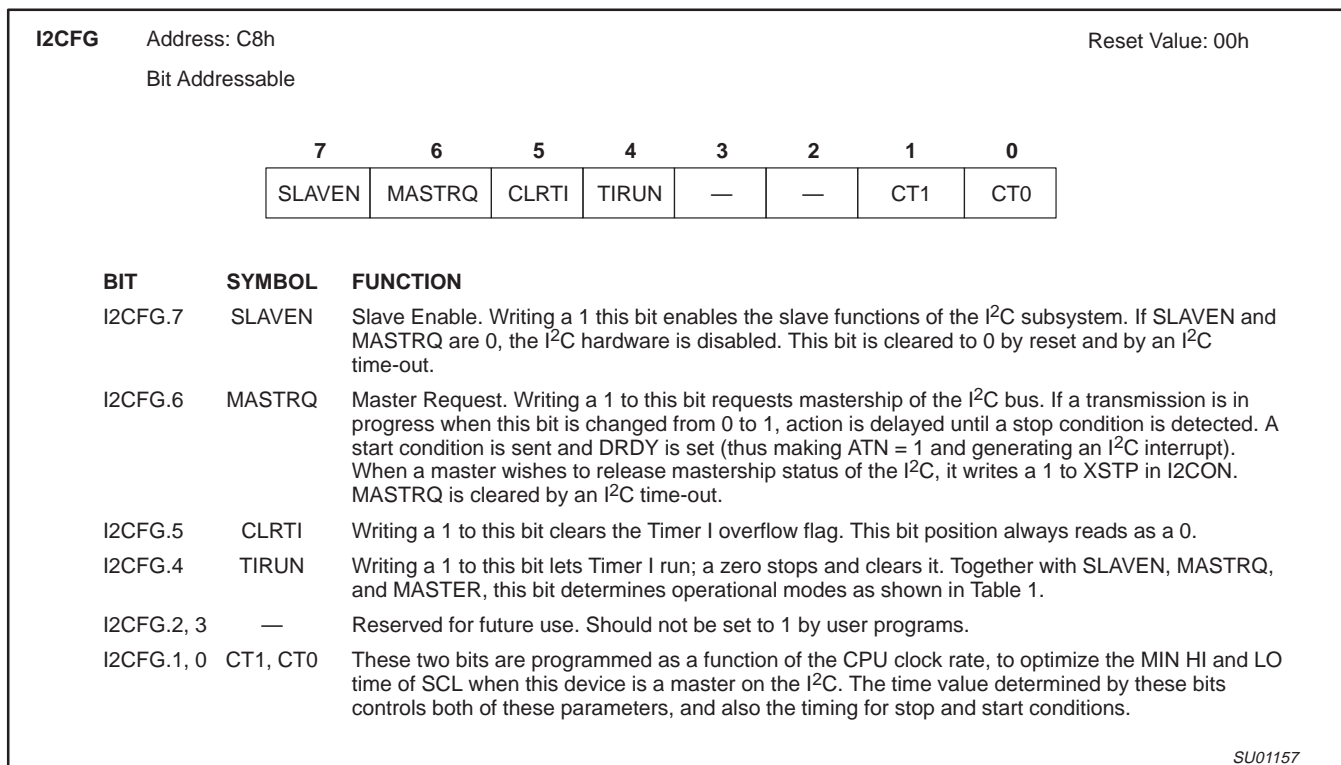 I2CFG Address: C8h Reset Value: 00h
Bit Addressable
7 6 5 4 3 2 1 0
SLAVEN MASTRQ CLRTI TIRUN — — CT1 CT0
BIT SYMBOL FUNCTION
I2CFG.7 SLAVEN Slave Enable. Writing a 1 this bit enables the slave functions of the I2C subsystem. If SLAVEN and
MASTRQ are 0, the I2C hardware is disabled. This bit is cleared to 0 by reset and by an I2C
time-out.
I2CFG.6 MASTRQ Master Request. Writing a 1 to this bit requests mastership of the I2C bus. If a transmission is in
progress when this bit is changed from 0 to 1, action is delayed until a stop condition is detected. A
start condition is sent and DRDY is set (thus making ATN = 1 and generating an I2C interrupt).
When a master wishes to release mastership status of the I2C, it writes a 1 to XSTP in I2CON.
MASTRQ is cleared by an I2C time-out.
I2CFG.5 CLRTI Writing a 1 to this bit clears the Timer I overflow flag. This bit position always reads as a 0.
I2CFG.4 TIRUN Writing a 1 to this bit lets Timer I run; a zero stops and clears it. Together with SLAVEN, MASTRQ,
and MASTER, this bit determines operational modes as shown in Table 1.
I2CFG.2, 3 — Reserved for future use. Should not be set to 1 by user programs.
I2CFG.1, 0 CT1, CT0 These two bits are programmed as a function of the CPU clock rate, to optimize the MIN HI and LO
time of SCL when this device is a master on the I2C. The time value determined by these bits
controls both of these parameters, and also the timing for stop and start conditions.
SU01157